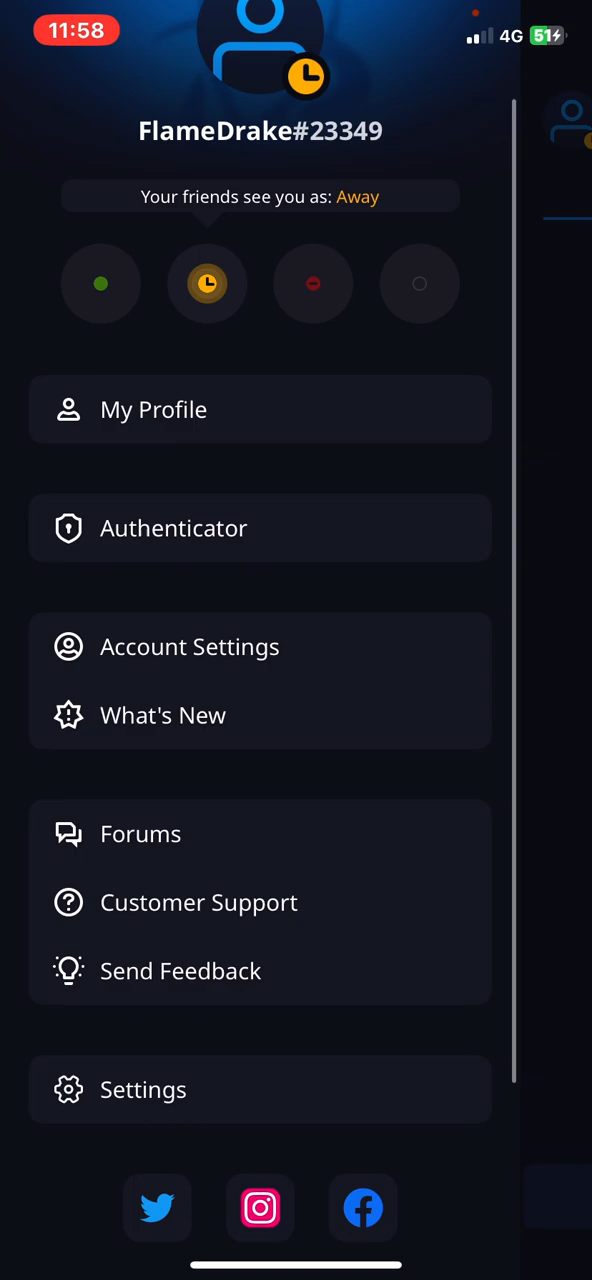 11:58
4G
51
FlameDrake#23349
Your friends see you as: Away
My Profile
Authenticator
Account Settings
What's New
Forums
Customer Support
Send Feedback
Settings